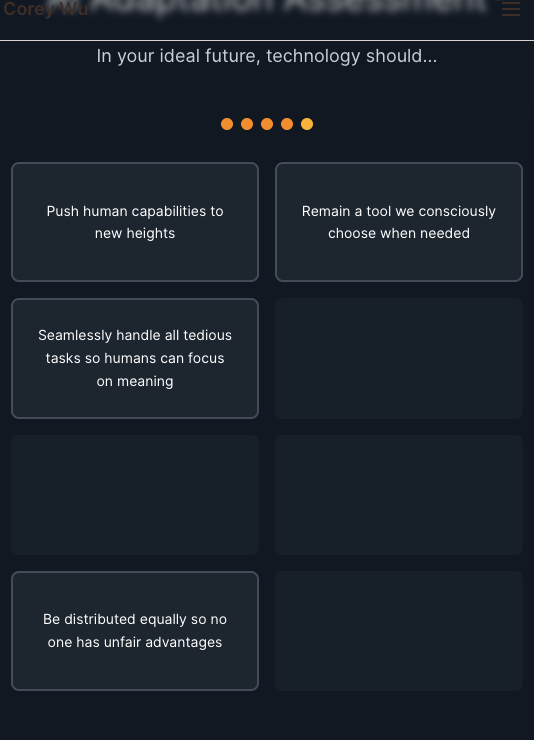 Adaptation Assessment
Corey Wu
In your ideal future, technology should...
Push human capabilities to
new heights
Remain a tool we consciously
choose when needed
Seamlessly handle all tedious
tasks so humans can focus
on meaning
Be distributed equally so no
one has unfair advantages